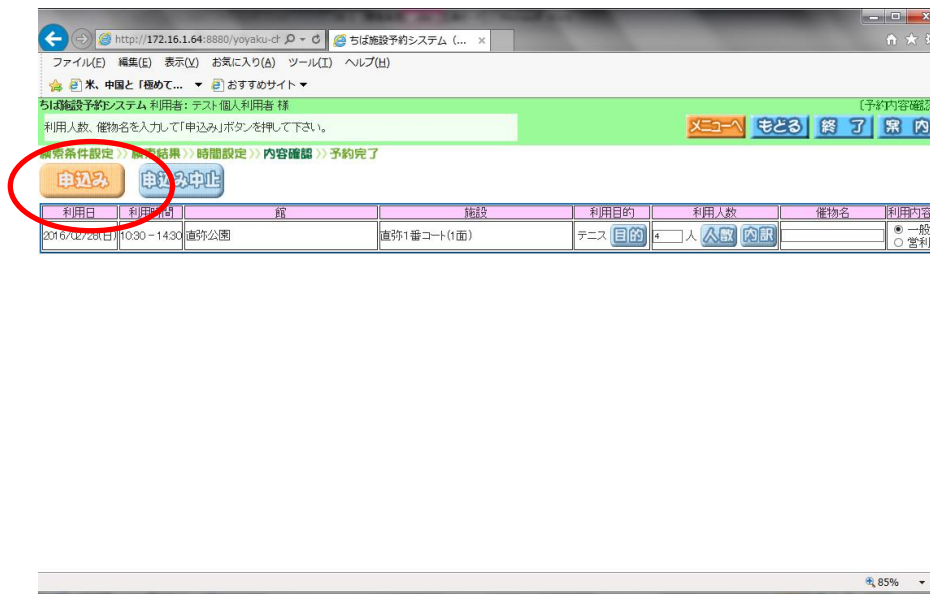 http://172.16.1.64:8880/yoyaku-ch ちば施設予約システム (... ×
ファイル(F) 編集(E) 表示(V) お気に入り(A) ツール(T) ヘルプ(H)
米、中国と「極めて... おすすめサイト
ちば施設予約システム 利用者:テスト個人利用者 様 〔予約内容確認
利用人数、催物名を入力して「申込み」ボタンを押して下さい。 メニューへ もどる 終了 案内
検索条件設定 >> 検索結果 >> 時間設定 >> 内容確認 >> 予約完了
申込み 申込み中止
利用日 利用時間 館 施設 利用目的 利用人数 催物名 利用内容
2016/02/28(日) 10:30-14:30 直弥公園 直弥1番コート(1面) テニス 目的 4 人 人数 内訳 一般
営利
85%